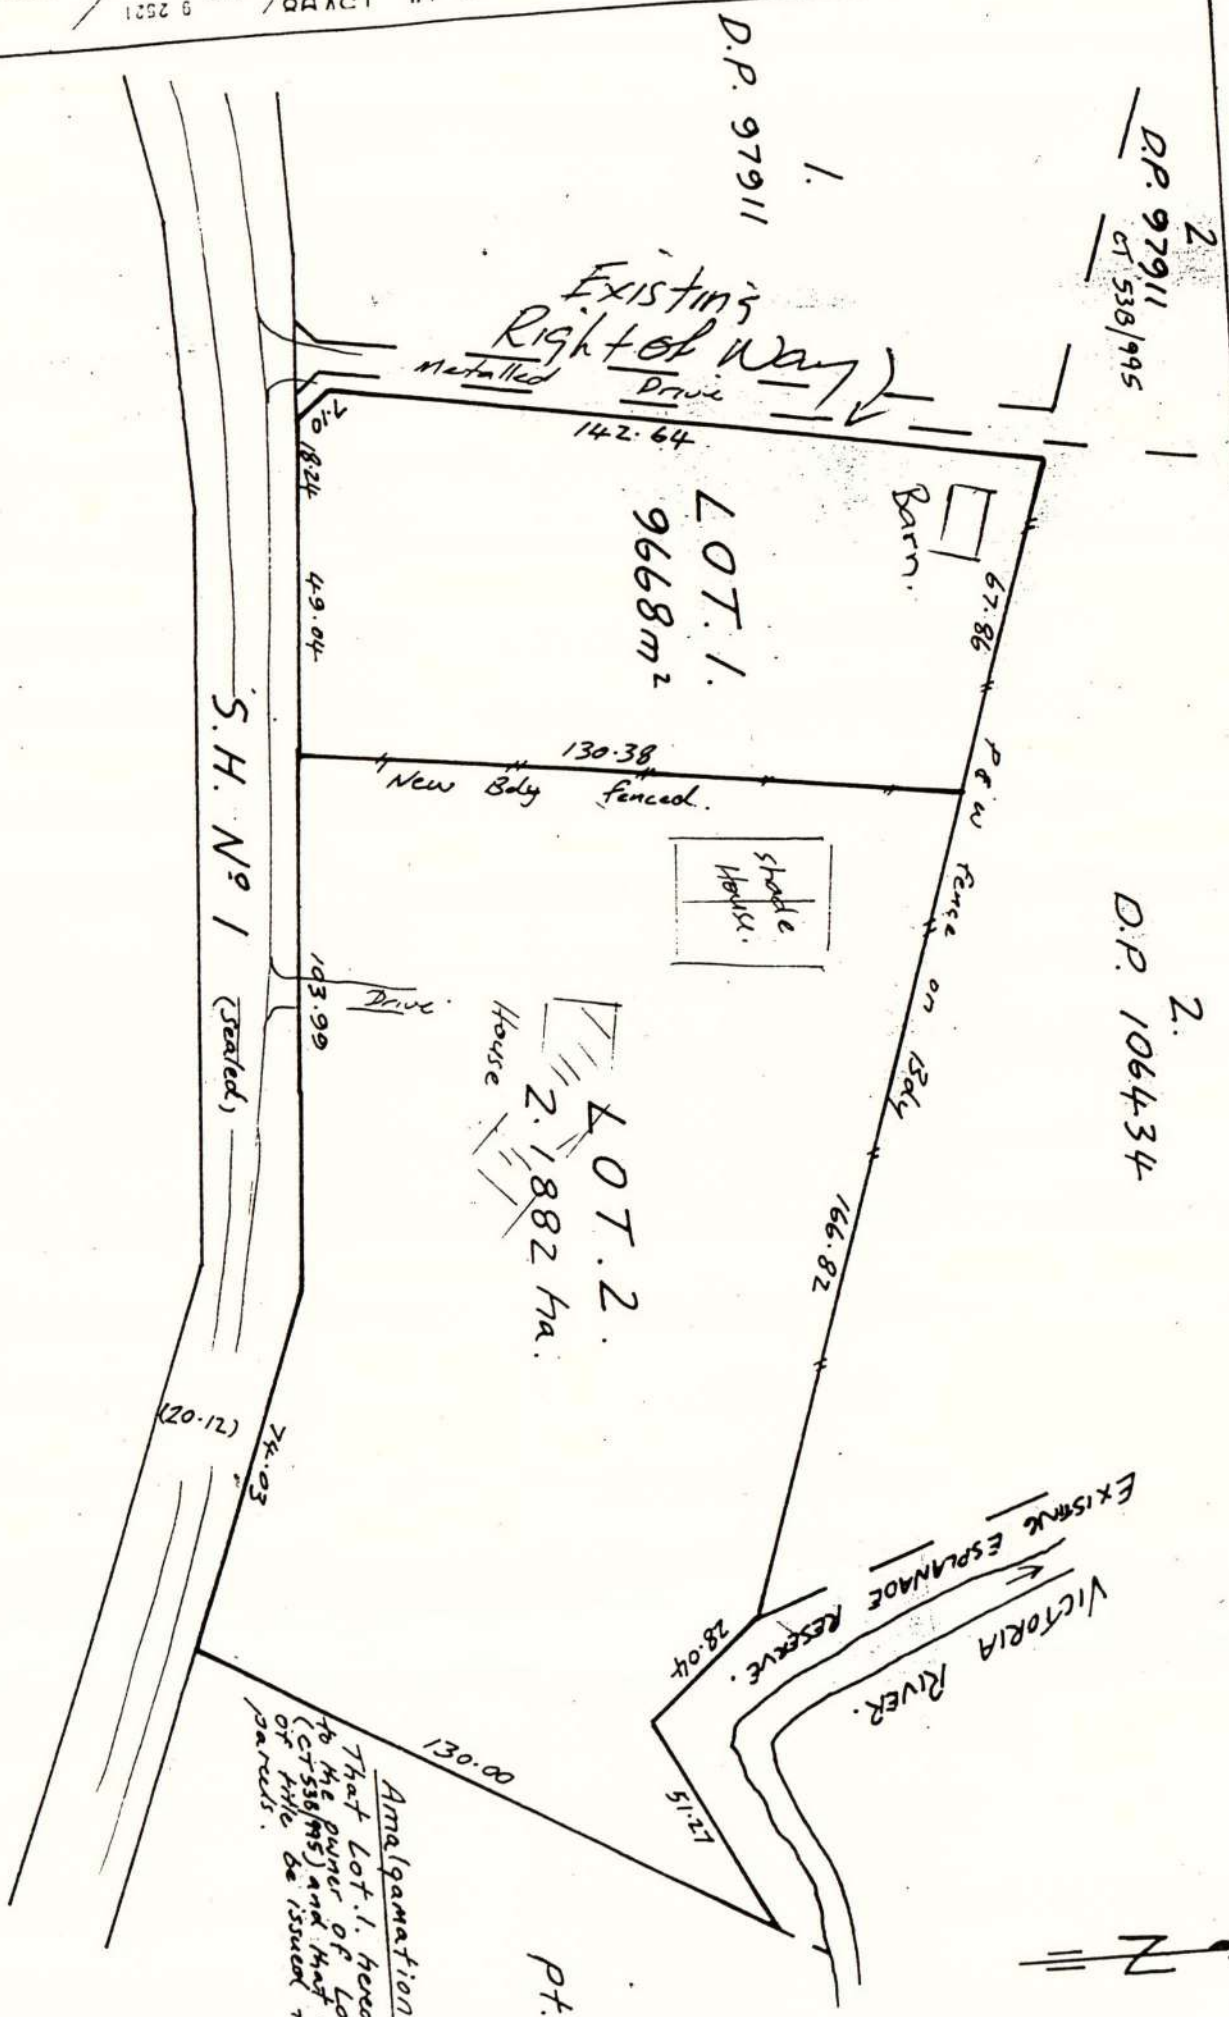 9 2521
1.
D.P. 97911
2
D.P. 97911
CT 538/995
Existing
Right of Way
Metalled Drive
142.64
7.10
18.24
49.04
Barn.
LOT. 1.
9668m²
67.86
P & W fence on Bdy
130.38
New Bdy fenced.
Shade
House.
2.
D.P. 106434
S.H. Nº 1 (Sealed)
103.99
Drive
House
LOT. 2.
2.1882 ha.
166.82
(20.12)
74.03
EXISTING ESPLANADE RESERVE.
VICTORIA RIVER.
28.04
51.27
130.00
Amalgamation
That Lot. 1. hereo
to the owner of Lo
(CT 538/995) and that
of title be issued
parcels.
Pt.
N